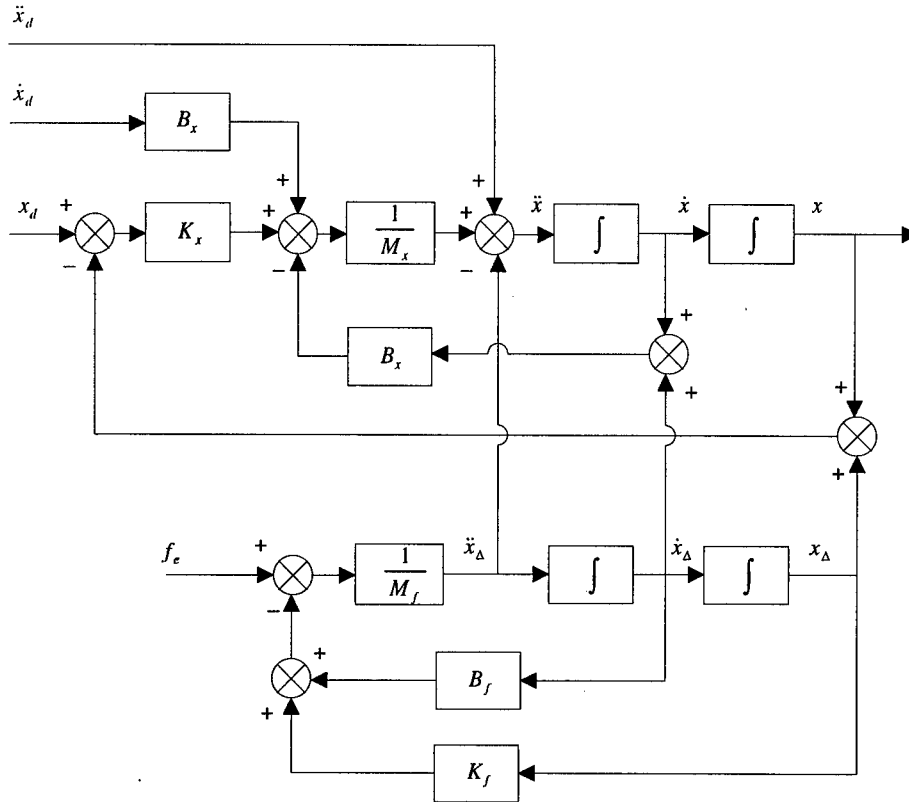 ẍ_d
ẋ_d
B_x
+
+
x_d
+
K_x
+
1/M_x
+
ẍ
∫
ẋ
∫
x
−
−
−
+
B_x
+
+
+
f_e
+
1/M_f
ẍ_Δ
∫
ẋ_Δ
∫
x_Δ
−
+
B_f
+
K_f